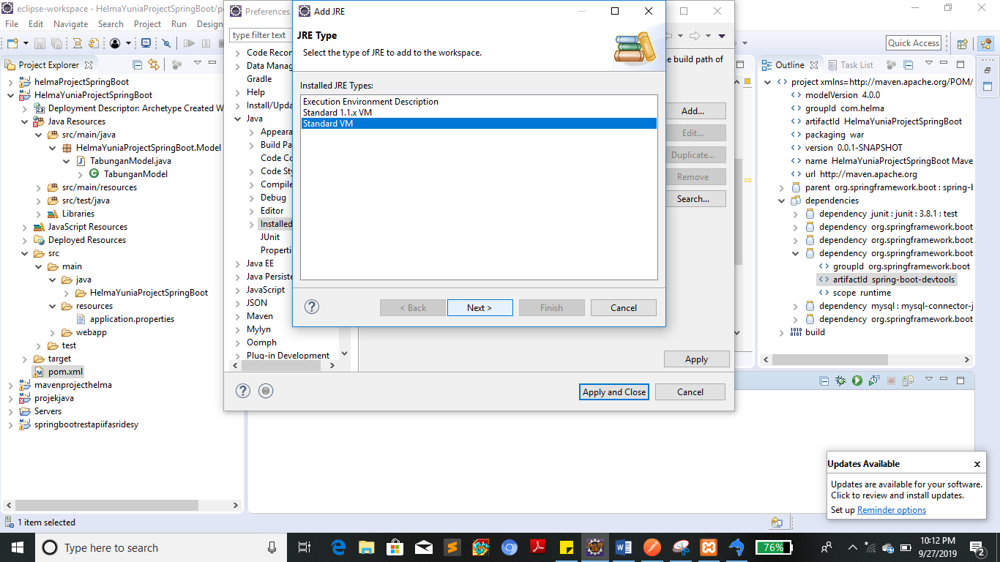 eclipse-workspace - HelmaYuniaProjectSpringBoot/po
File Edit Navigate Search Project Run Design
Quick Access
Project Explorer
helmaProjectSpringBoot
HelmaYuniaProjectSpringBoot
Deployment Descriptor: Archetype Created W
Java Resources
src/main/java
HelmaYuniaProjectSpringBoot.Model
TabunganModel.java
TabunganModel
src/main/resources
src/test/java
Libraries
JavaScript Resources
Deployed Resources
src
main
java
HelmaYuniaProjectSpringBoot
resources
application.properties
webapp
test
target
pom.xml
mavenprojecthelma
projekjava
Servers
springbootrestapiifasridesy
1 item selected
Preferences
type filter text
Code Recor
Data Manag
Gradle
Help
Install/Upda
Java
Appeara
Build Pa
Code Co
Code Sty
Compile
Debug
Editor
Installed
JUnit
Properti
Java EE
Java Persiste
JavaScript
JSON
Maven
Mylyn
Oomph
Plug-in Development
e build path of
Add...
Edit...
Duplicate...
Remove
Search...
Apply
Apply and Close
Cancel
Add JRE
JRE Type
Select the type of JRE to add to the workspace.
Installed JRE Types:
Execution Environment Description
Standard 1.1.x VM
Standard VM
< Back
Next >
Finish
Cancel
Outline
Task List
project xmlns=http://maven.apache.org/POM/
modelVersion 4.0.0
groupId com.helma
artifactId HelmaYuniaProjectSpringBoot
packaging war
version 0.0.1-SNAPSHOT
name HelmaYuniaProjectSpringBoot Mave
url http://maven.apache.org
parent org.springframework.boot : spring-b
dependencies
dependency junit : junit : 3.8.1 : test
dependency org.springframework.boot
dependency org.springframework.boot
dependency org.springframework.boot
groupId org.springframework.boot
artifactId spring-boot-devtools
scope runtime
dependency mysql : mysql-connector-j
dependency org.springframework.boot
build
Updates Available
Updates are available for your software.
Click to review and install updates.
Set up Reminder options
Type here to search
76%
10:12 PM
9/27/2019
2